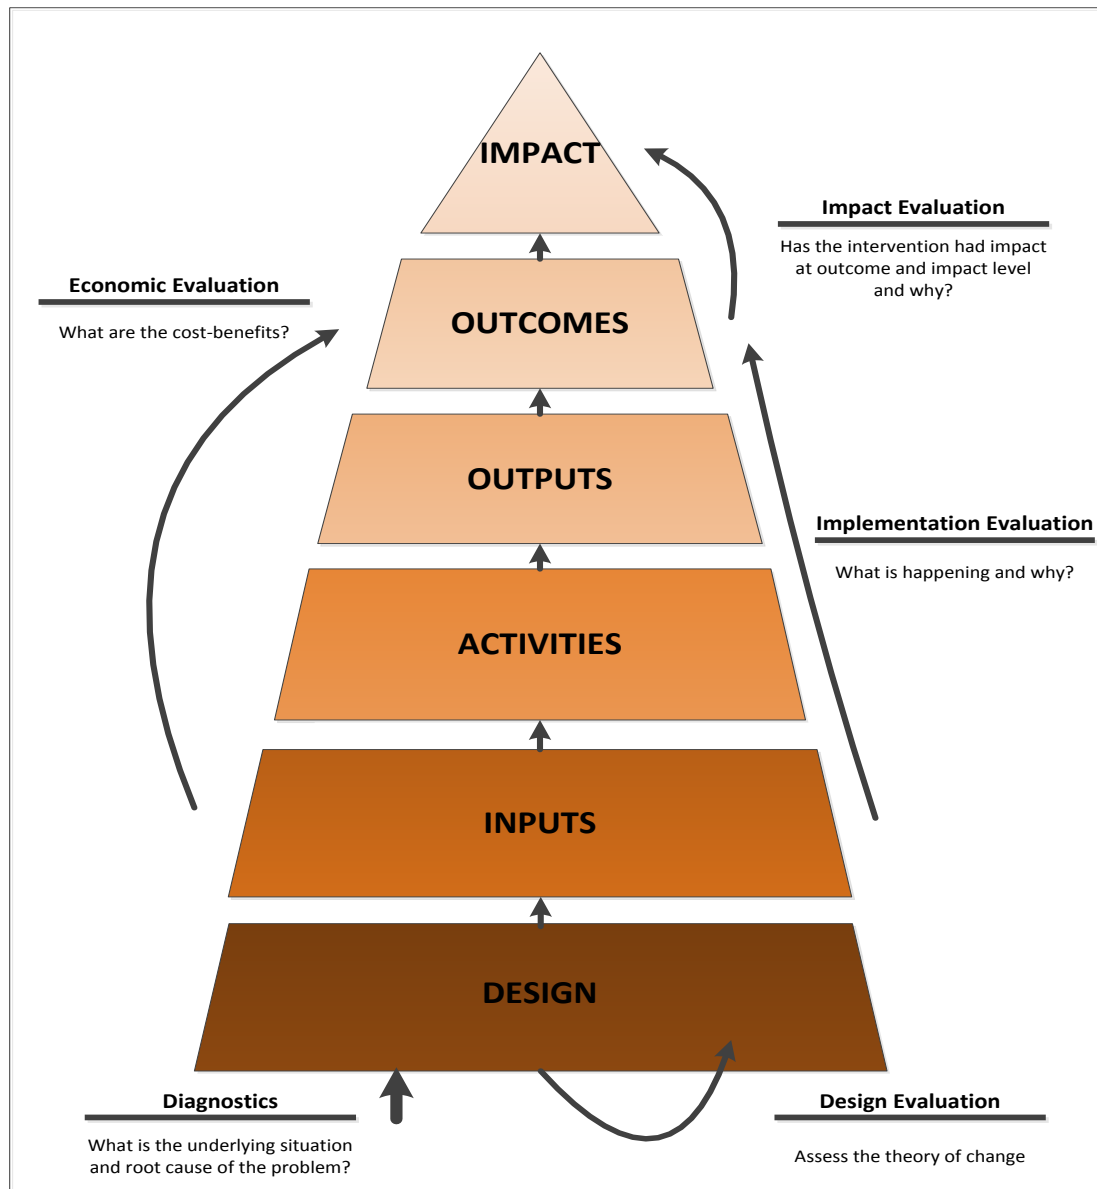 IMPACT
Impact Evaluation
Has the intervention had impact
at outcome and impact level
and why?
Economic Evaluation
What are the cost-benefits?
OUTCOMES
OUTPUTS
Implementation Evaluation
What is happening and why?
ACTIVITIES
INPUTS
DESIGN
Diagnostics
What is the underlying situation
and root cause of the problem?
Design Evaluation
Assess the theory of change